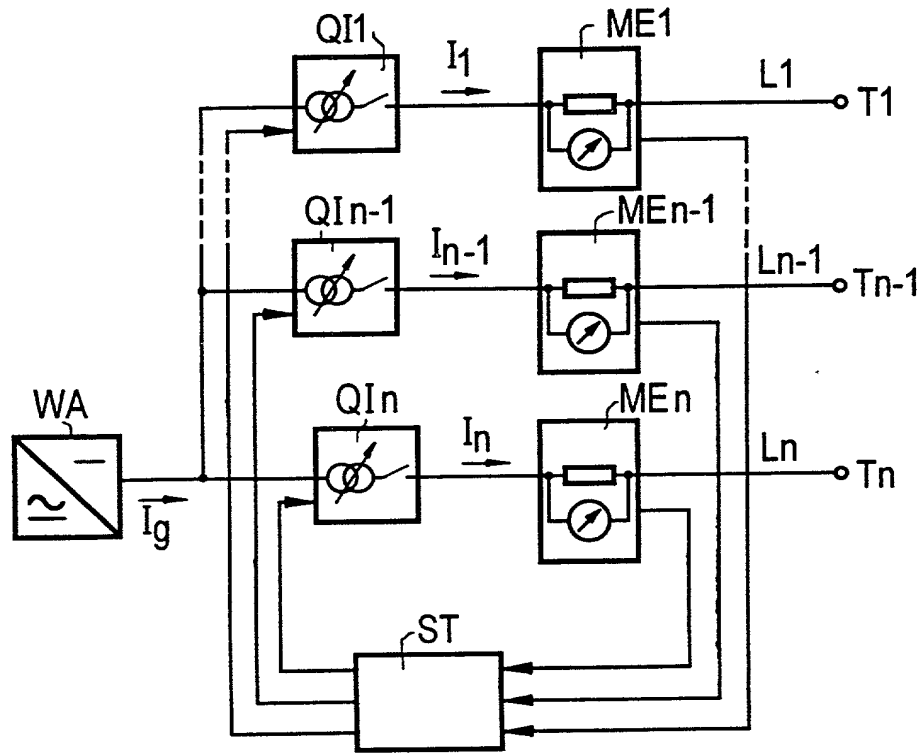 QI1
I1
ME1
L1
T1
QIn-1
In-1
MEn-1
Ln-1
Tn-1
WA
QIn
In
MEn
Ln
Tn
Ig
ST